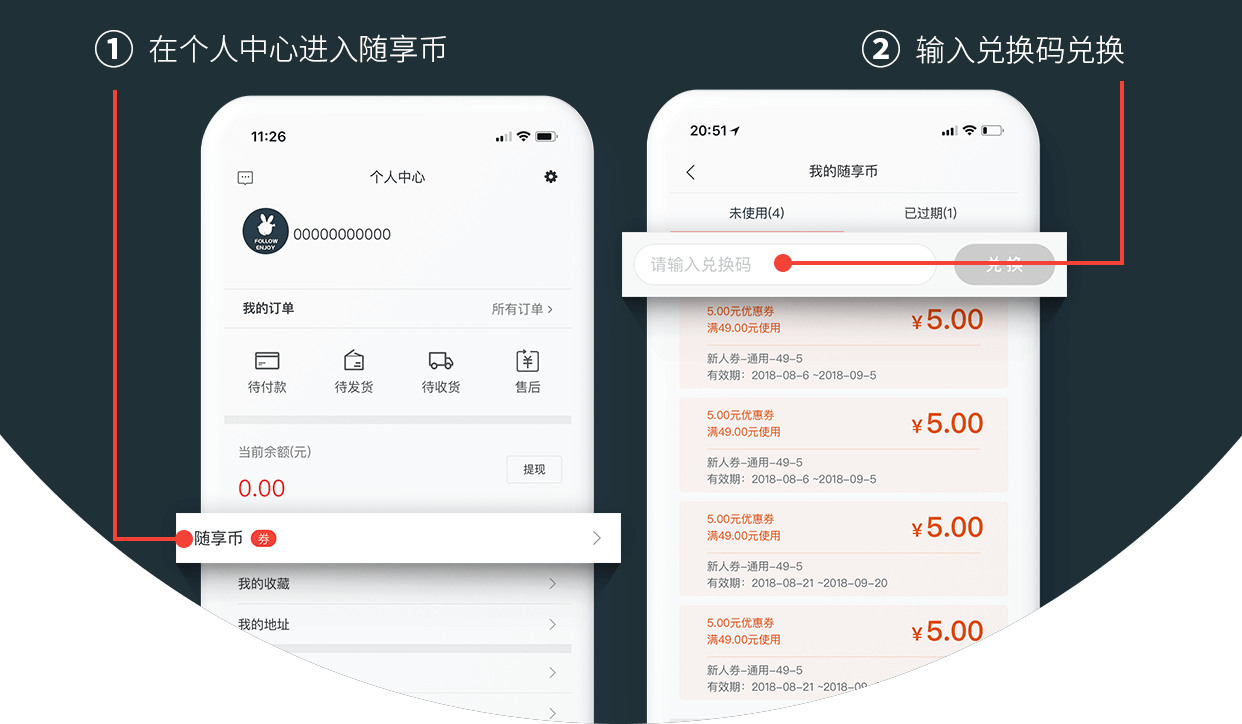 ① 在个人中心进入随享币
② 输入兑换码兑换
11:26
个人中心
FOLLOW
ENJOY
00000000000
我的订单
所有订单 >
待付款
待发货
待收货
售后
当前余额(元)
提现
0.00
随享币 券
我的收藏
我的地址
20:51
我的随享币
未使用(4)
已过期(1)
请输入兑换码
兑 换
5.00元优惠券
满49.00元使用
¥5.00
新人券-通用-49-5
有效期：2018-08-6 ~2018-09-5
5.00元优惠券
满49.00元使用
¥5.00
新人券-通用-49-5
有效期：2018-08-6 ~2018-09-5
5.00元优惠券
满49.00元使用
¥5.00
新人券-通用-49-5
有效期：2018-08-21 ~2018-09-20
5.00元优惠券
满49.00元使用
¥5.00
新人券-通用-49-5
有效期：2018-08-21 ~2018-09